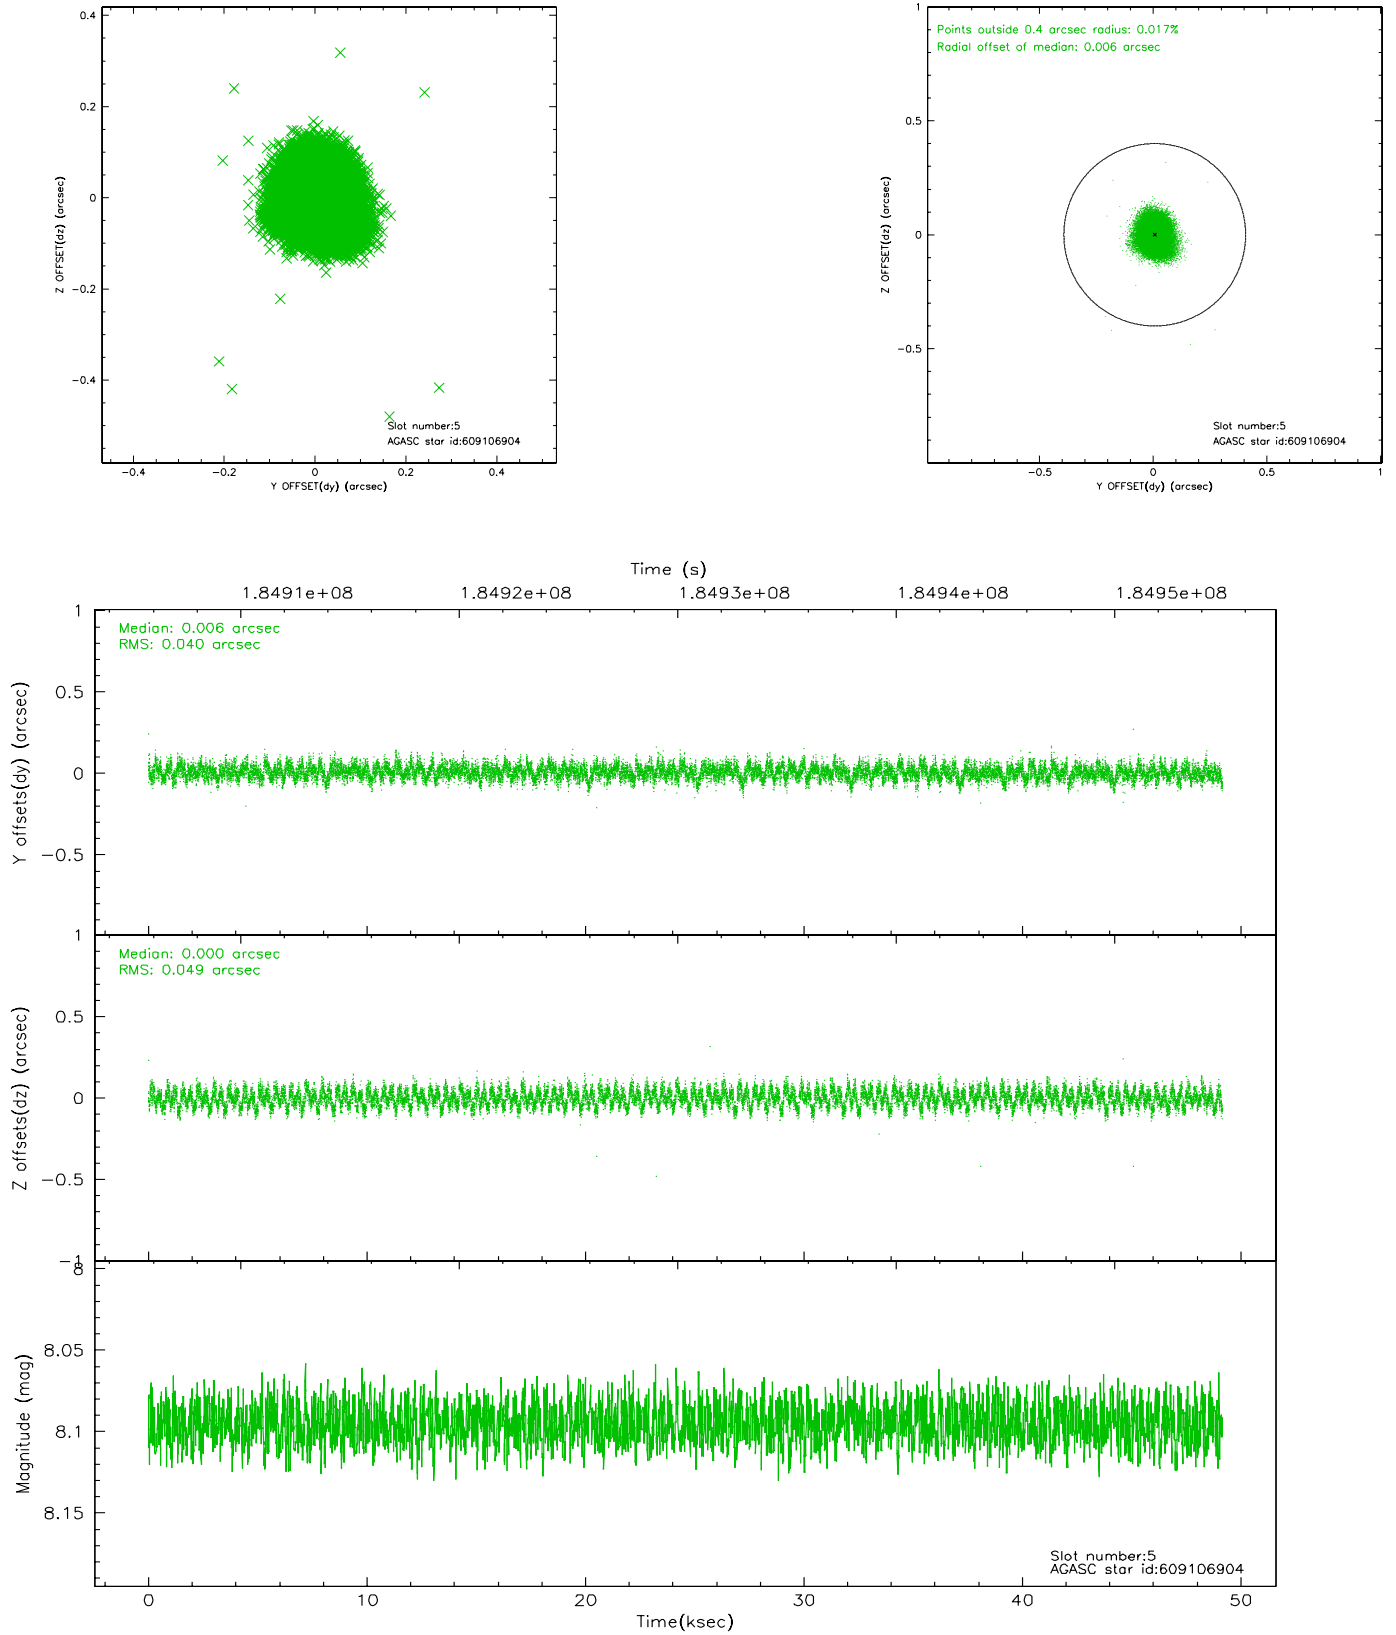 0.4
0.2
0
−0.2
−0.4
Z OFFSET(dz) (arcsec)
−0.4
−0.2
0
0.2
0.4
Y OFFSET(dy) (arcsec)
Slot number:5
AGASC star id:609106904
Points outside 0.4 arcsec radius: 0.017%
Radial offset of median: 0.006 arcsec
1
0.5
0
−0.5
Z OFFSET(dz) (arcsec)
−0.5
0
0.5
1
Y OFFSET(dy) (arcsec)
Slot number:5
AGASC star id:609106904
Time (s)
1.8491e+08
1.8492e+08
1.8493e+08
1.8494e+08
1.8495e+08
Median: 0.006 arcsec
RMS: 0.040 arcsec
1
0.5
0
−0.5
Y offsets(dy) (arcsec)
Median: 0.000 arcsec
RMS: 0.049 arcsec
1
0.5
0
−0.5
−1
Z offsets(dz) (arcsec)
8
8.05
8.1
8.15
Magnitude (mag)
Slot number:5
AGASC star id:609106904
0
10
20
30
40
50
Time(ksec)